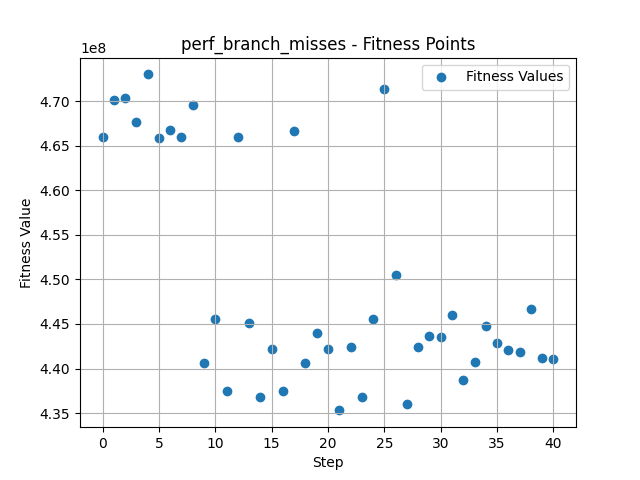 perf_branch_misses - Fitness Points
1e8
Fitness Values
4.70
4.65
4.60
4.55
4.50
4.45
4.40
4.35
Fitness Value
0 5 10 15 20 25 30 35 40
Step